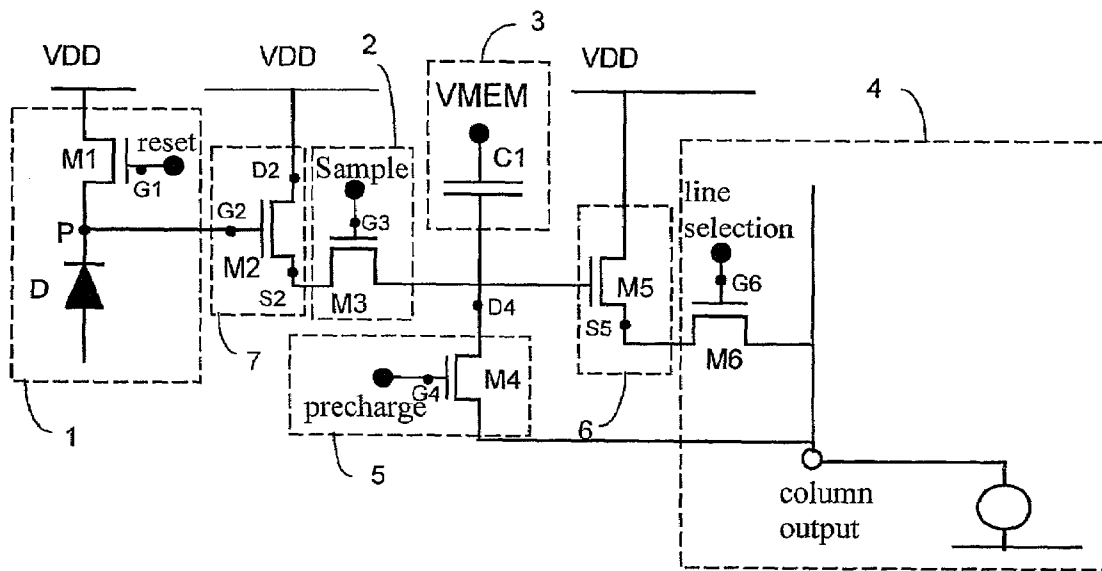 3
2
VDD
VDD
VDD
4
VMEM
C1
reset
M1
G1
D2
Sample
G3
line
selection
G6
G2
P
M2
M5
D
S2
M3
D4
S5
M6
7
M4
G4
precharge
1
5
6
column
output